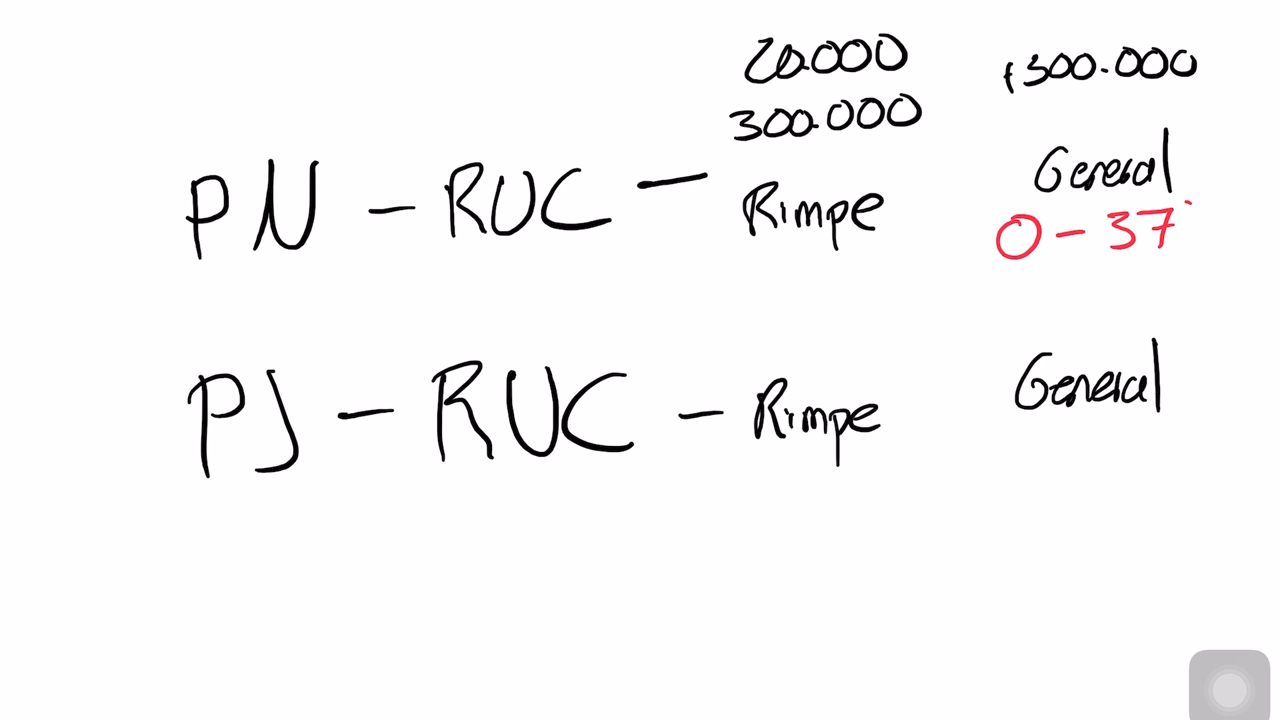 20.000 +300.000
300.000
PN - RUC - Rimpe General
0 - 37
PJ - RUC - Rimpe General